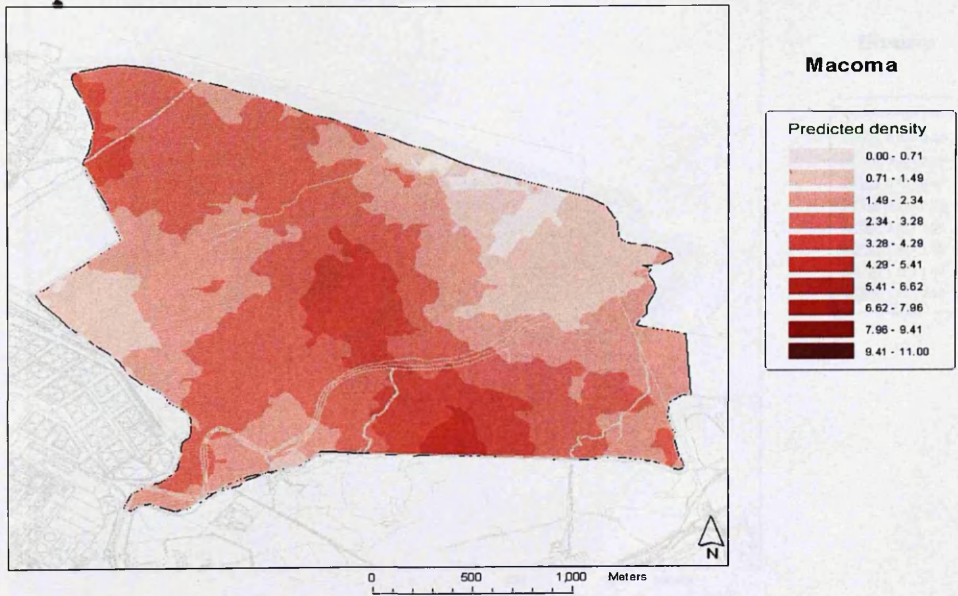 Macoma
Predicted density
0.00 - 0.71
0.71 - 1.49
1.49 - 2.34
2.34 - 3.28
3.28 - 4.29
4.29 - 5.41
5.41 - 6.62
6.62 - 7.96
7.96 - 9.41
9.41 - 11.00
N
0 500 1,000 Meters